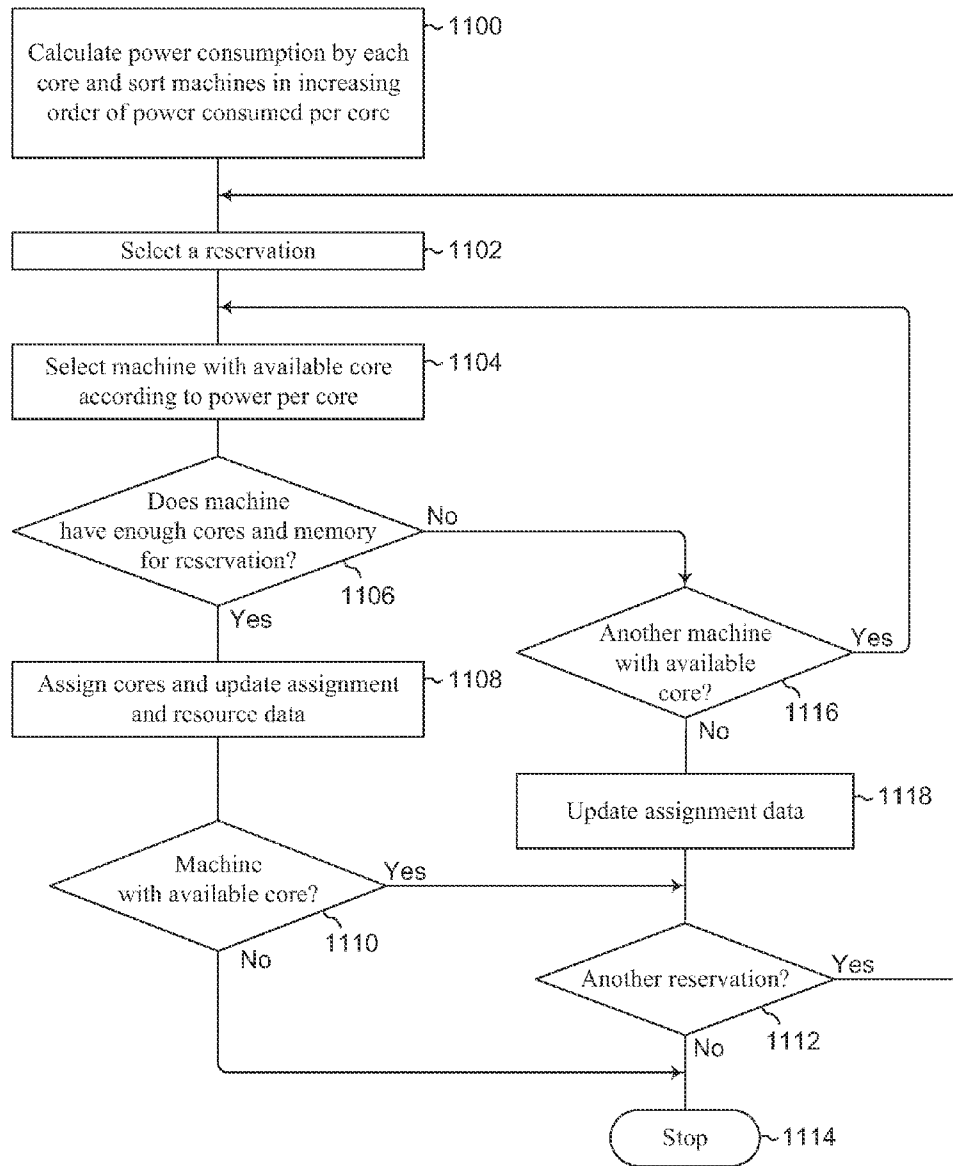 Calculate power consumption by each
core and sort machines in increasing
order of power consumed per core
1100
Select a reservation
1102
Select machine with available core
according to power per core
1104
Does machine
have enough cores and memory
for reservation?
1106
No
Yes
Another machine
with available
core?
1116
Yes
No
Assign cores and update assignment
and resource data
1108
Update assignment data
1118
Machine
with available core?
1110
Yes
No
Another reservation?
1112
Yes
No
Stop
1114